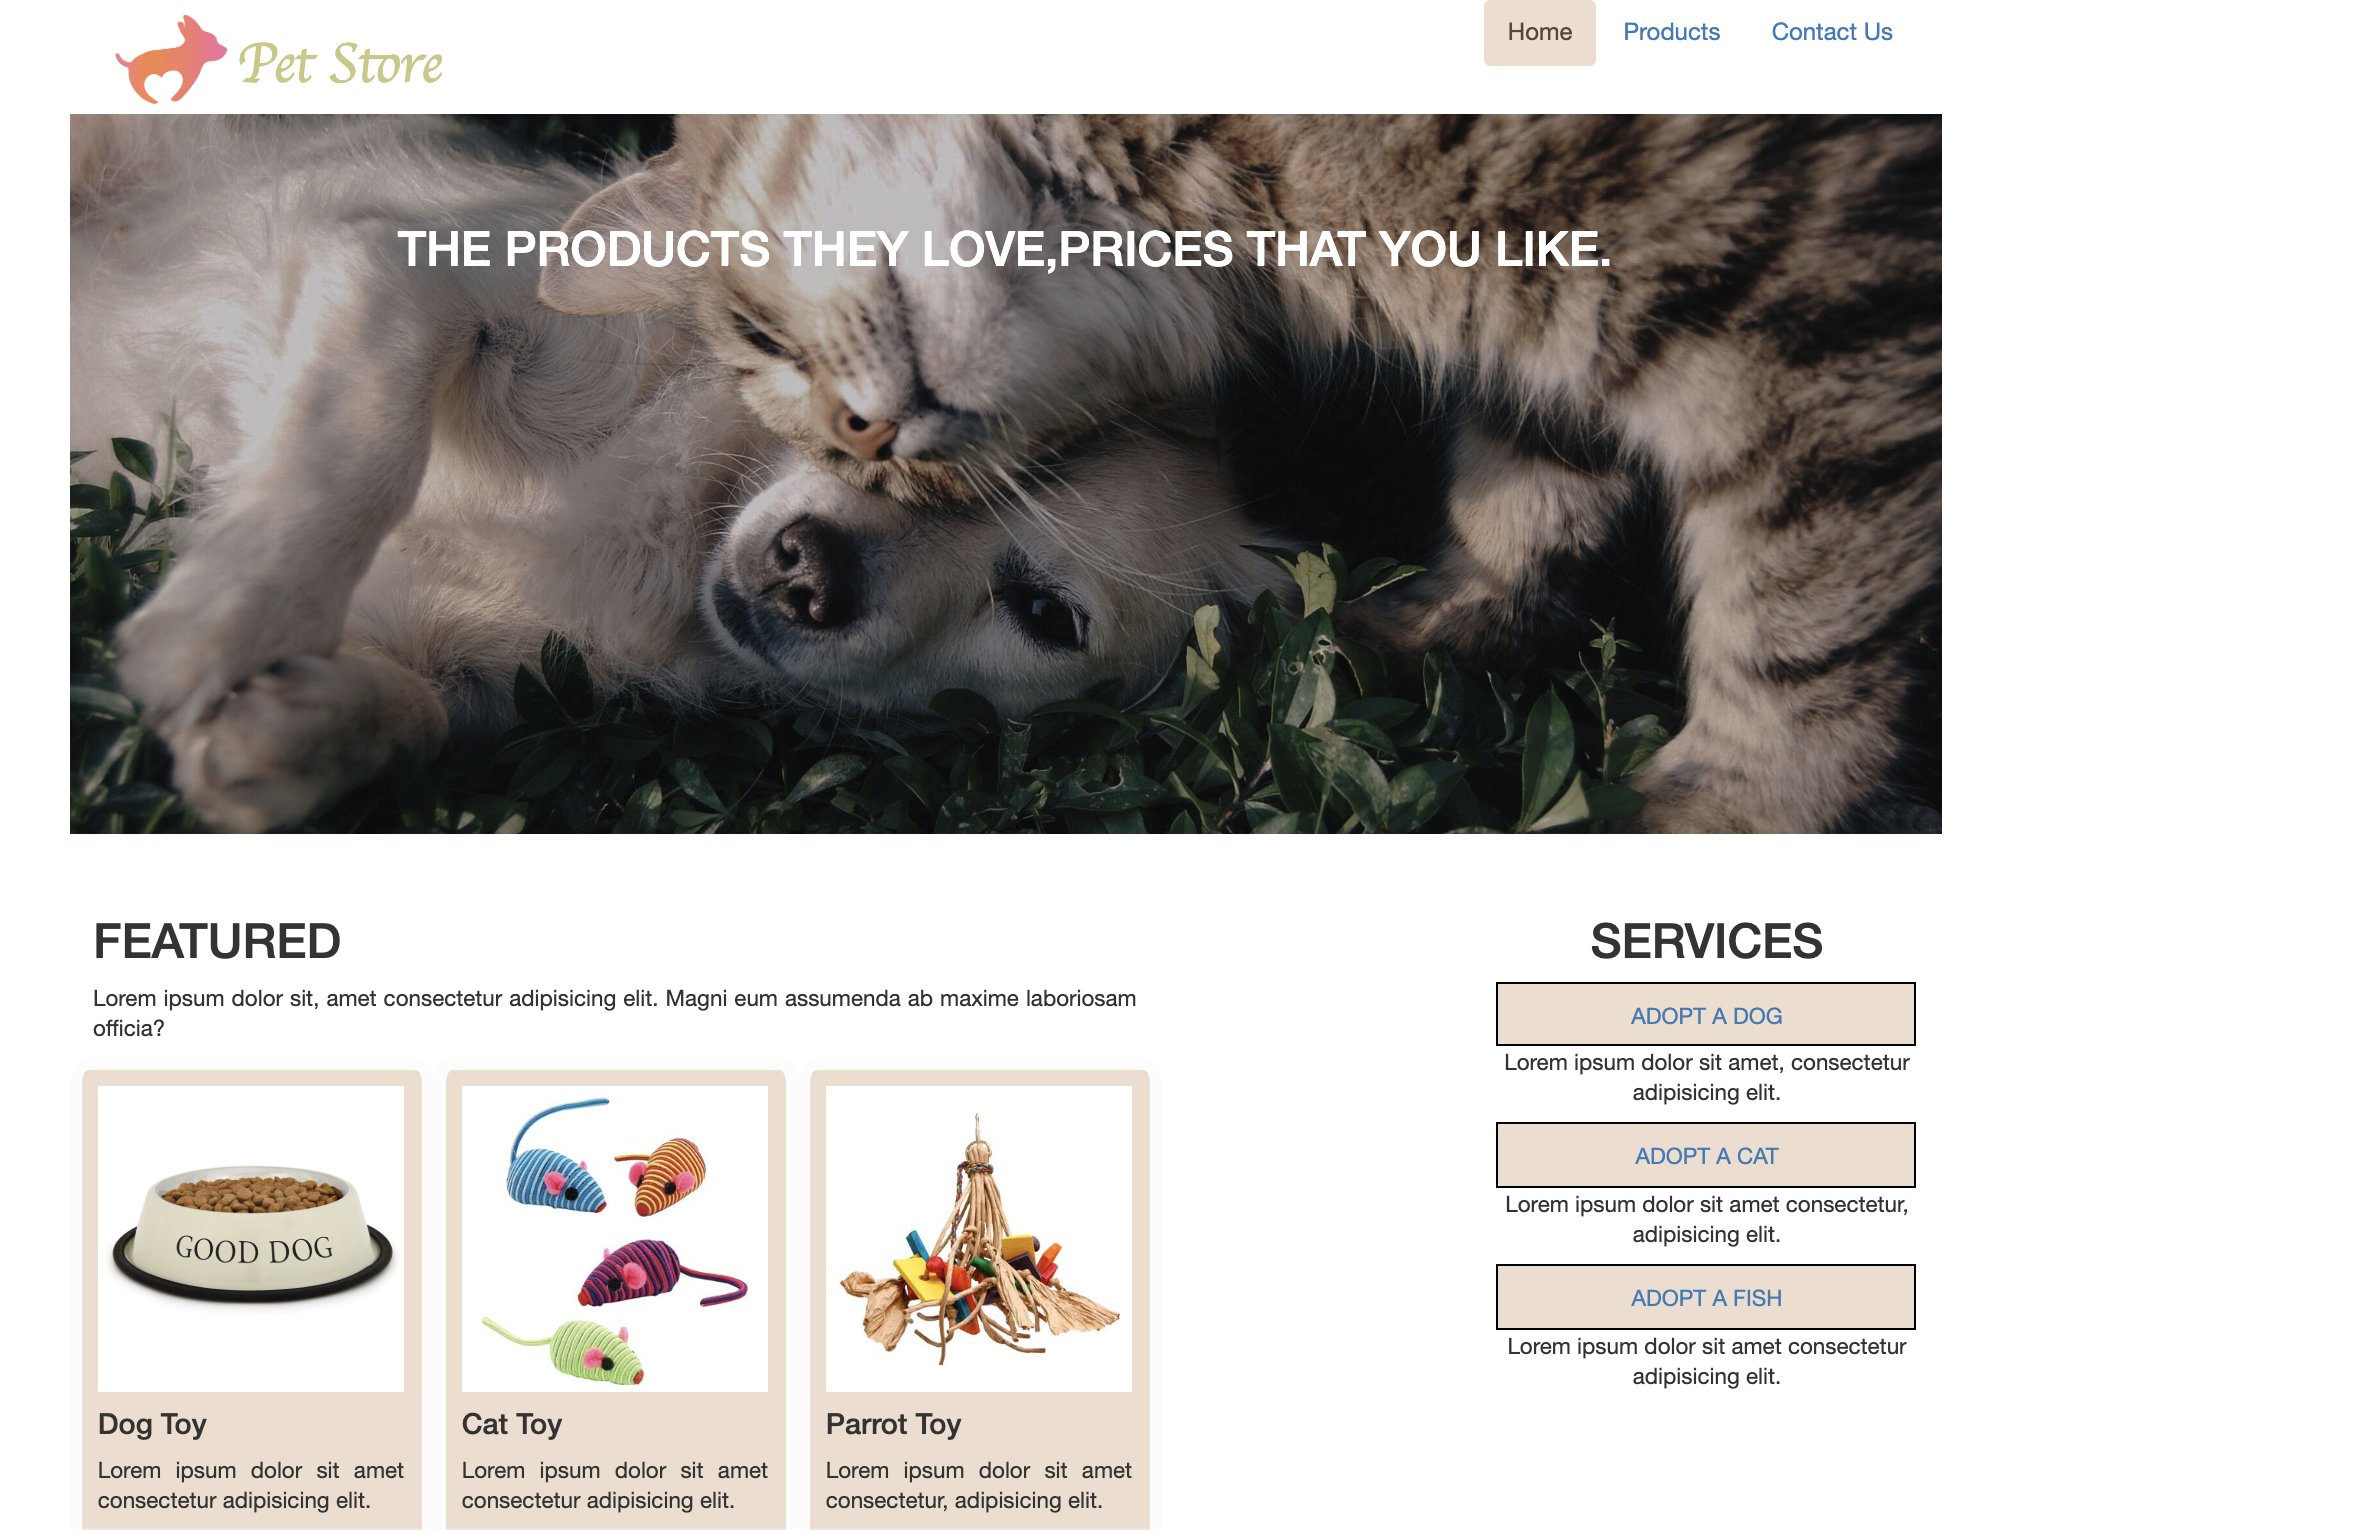 Pet Store
Home Products Contact Us
THE PRODUCTS THEY LOVE,PRICES THAT YOU LIKE.
FEATURED
Lorem ipsum dolor sit, amet consectetur adipisicing elit. Magni eum assumenda ab maxime laboriosam
officia?
GOOD DOG
Dog Toy
Lorem ipsum dolor sit amet
consectetur adipisicing elit.
Cat Toy
Lorem ipsum dolor sit amet
consectetur adipisicing elit.
Parrot Toy
Lorem ipsum dolor sit amet
consectetur, adipisicing elit.
SERVICES
ADOPT A DOG
Lorem ipsum dolor sit amet, consectetur
adipisicing elit.
ADOPT A CAT
Lorem ipsum dolor sit amet consectetur,
adipisicing elit.
ADOPT A FISH
Lorem ipsum dolor sit amet consectetur
adipisicing elit.